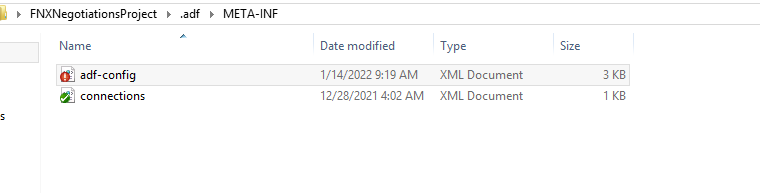 FNXNegotiationsProject › .adf › META-INF
Name Date modified Type Size
adf-config 1/14/2022 9:19 AM XML Document 3 KB
connections 12/28/2021 4:02 AM XML Document 1 KB
s